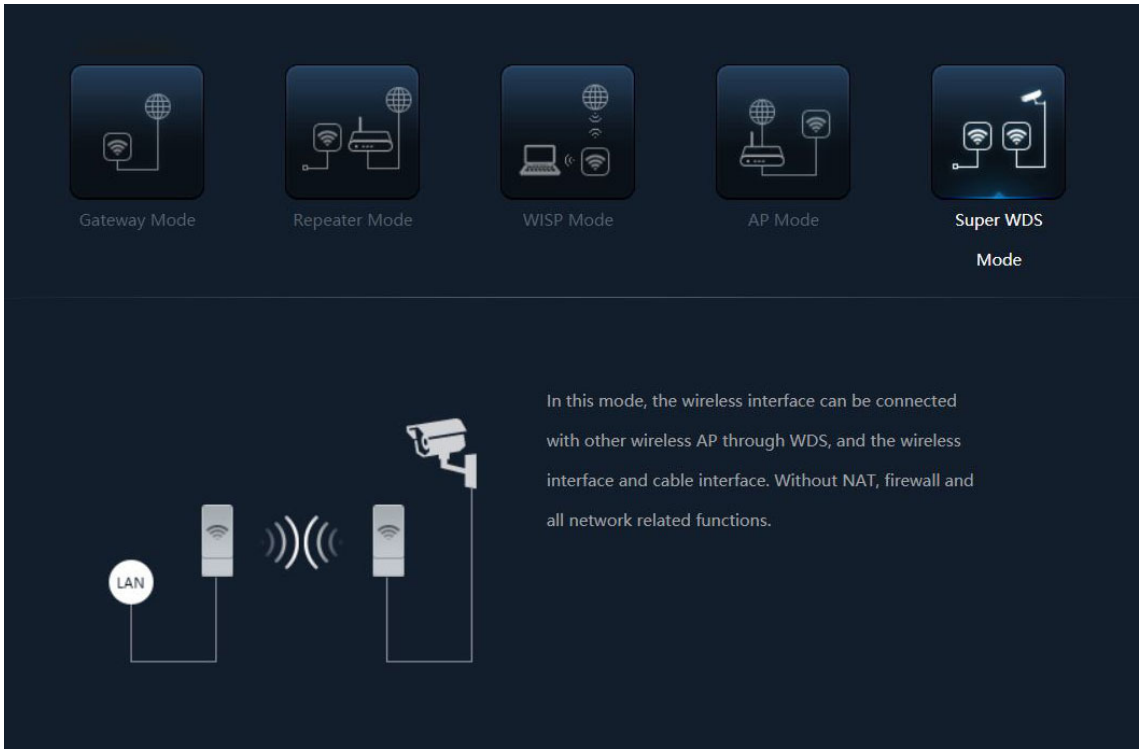 Gateway Mode
Repeater Mode
WISP Mode
AP Mode
Super WDS
Mode
In this mode, the wireless interface can be connected
with other wireless AP through WDS, and the wireless
interface and cable interface. Without NAT, firewall and
all network related functions.
LAN